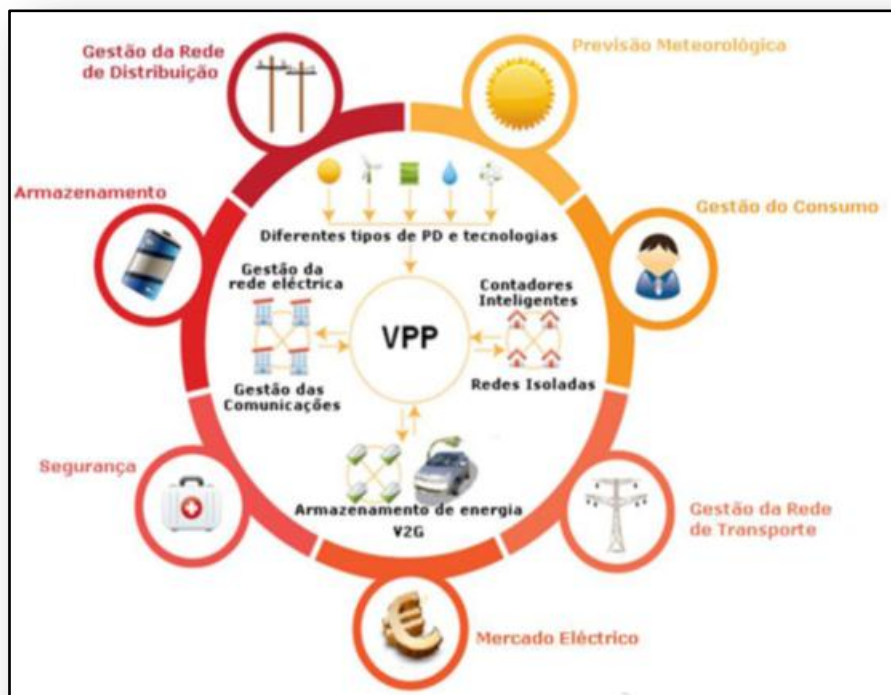 Gestão da Rede
de Distribuição
Previsão Meteorológica
Armazenamento
Gestão do Consumo
Diferentes tipos de PD e tecnologias
Gestão da
rede eléctrica
Contadores
Inteligentes
VPP
Gestão das
Comunicações
Redes Isoladas
Segurança
Armazenamento de energia
V2G
Gestão da Rede
de Transporte
Mercado Eléctrico